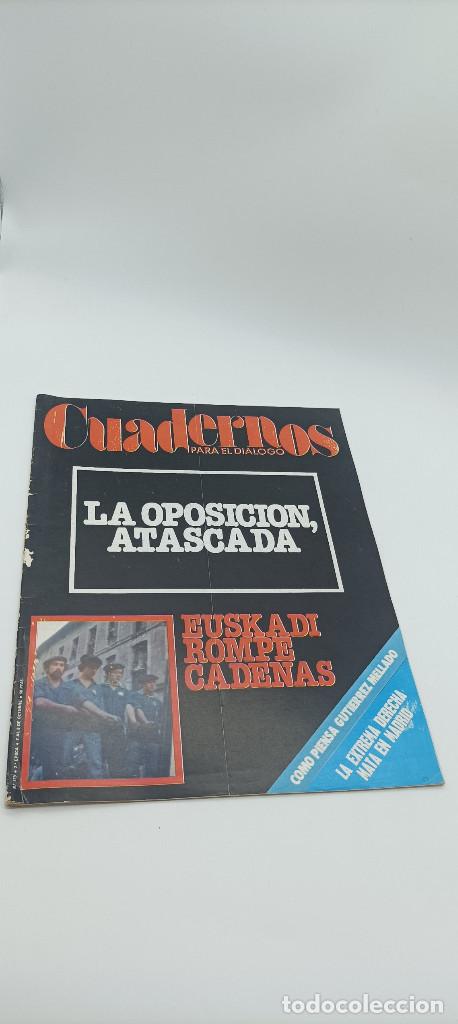 Cuadernos
PARA EL DIALOGO
LA OPOSICION,
ATASCADA
EUSKADI
ROMPE
CADENAS
COMO PIENSA GUTIERREZ MELLADO
LA EXTREMA DERECHA
MATA EN MADRID
todocoleccion